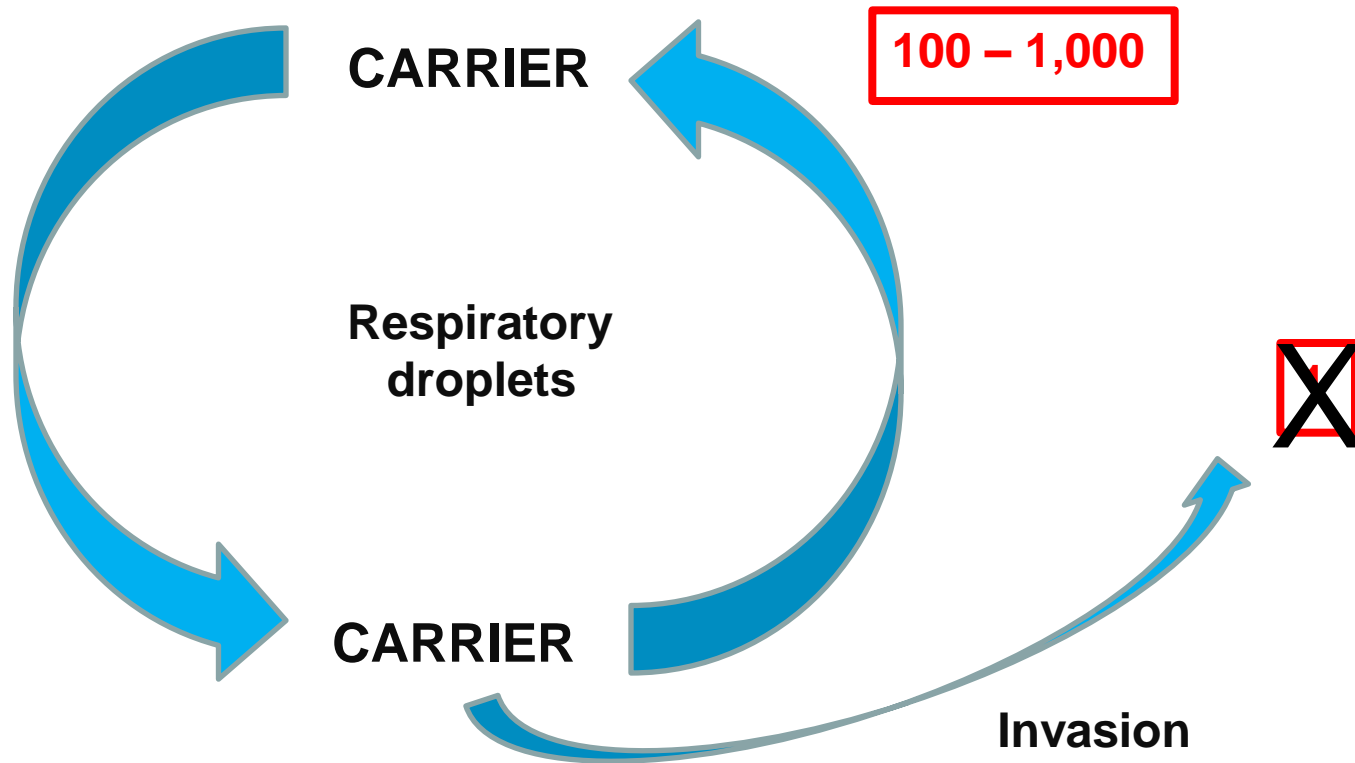 CARRIER
100 – 1,000
Respiratory
droplets
X
CARRIER
Invasion